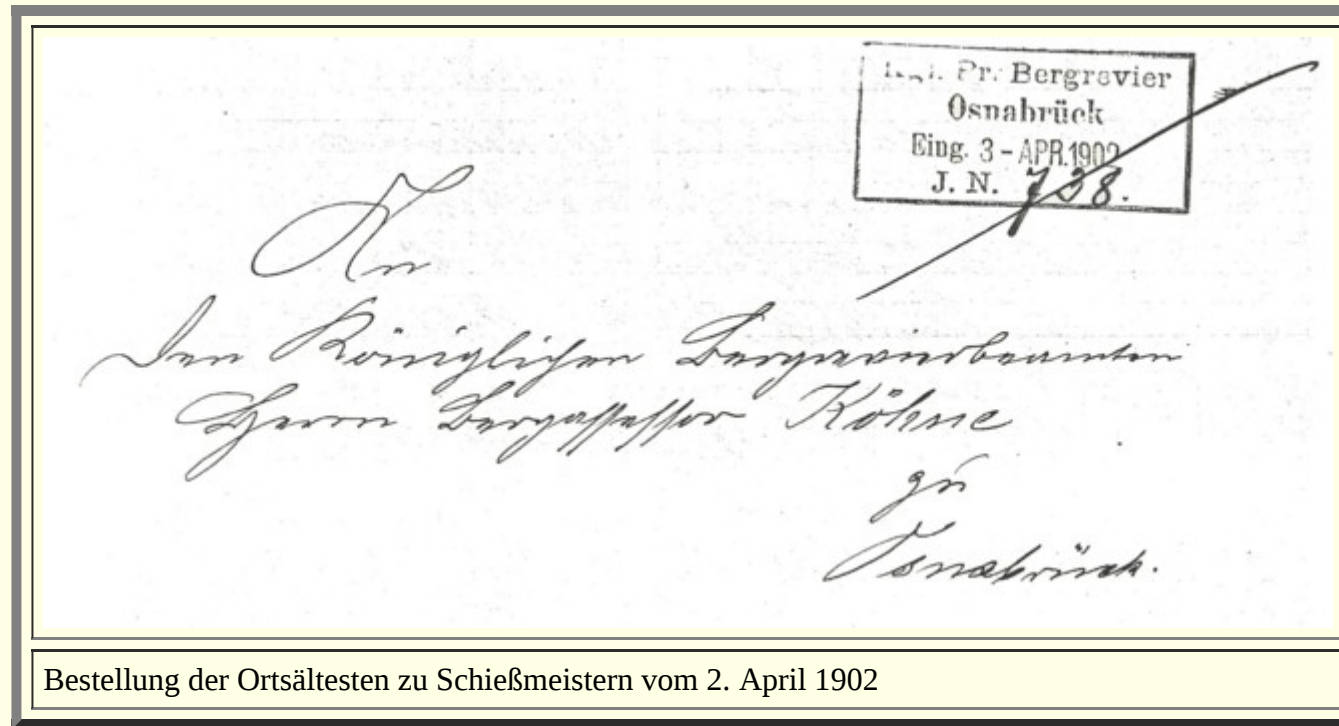 Pr. Bergrevier
Osnabrück
Eing. 3 - APR. 1902
J. N. 738.
An
Den Königlichen Bergrevierbeamten
Herrn Bergassessor Köhne
zu
Osnabrück.
Bestellung der Ortsältesten zu Schießmeistern vom 2. April 1902